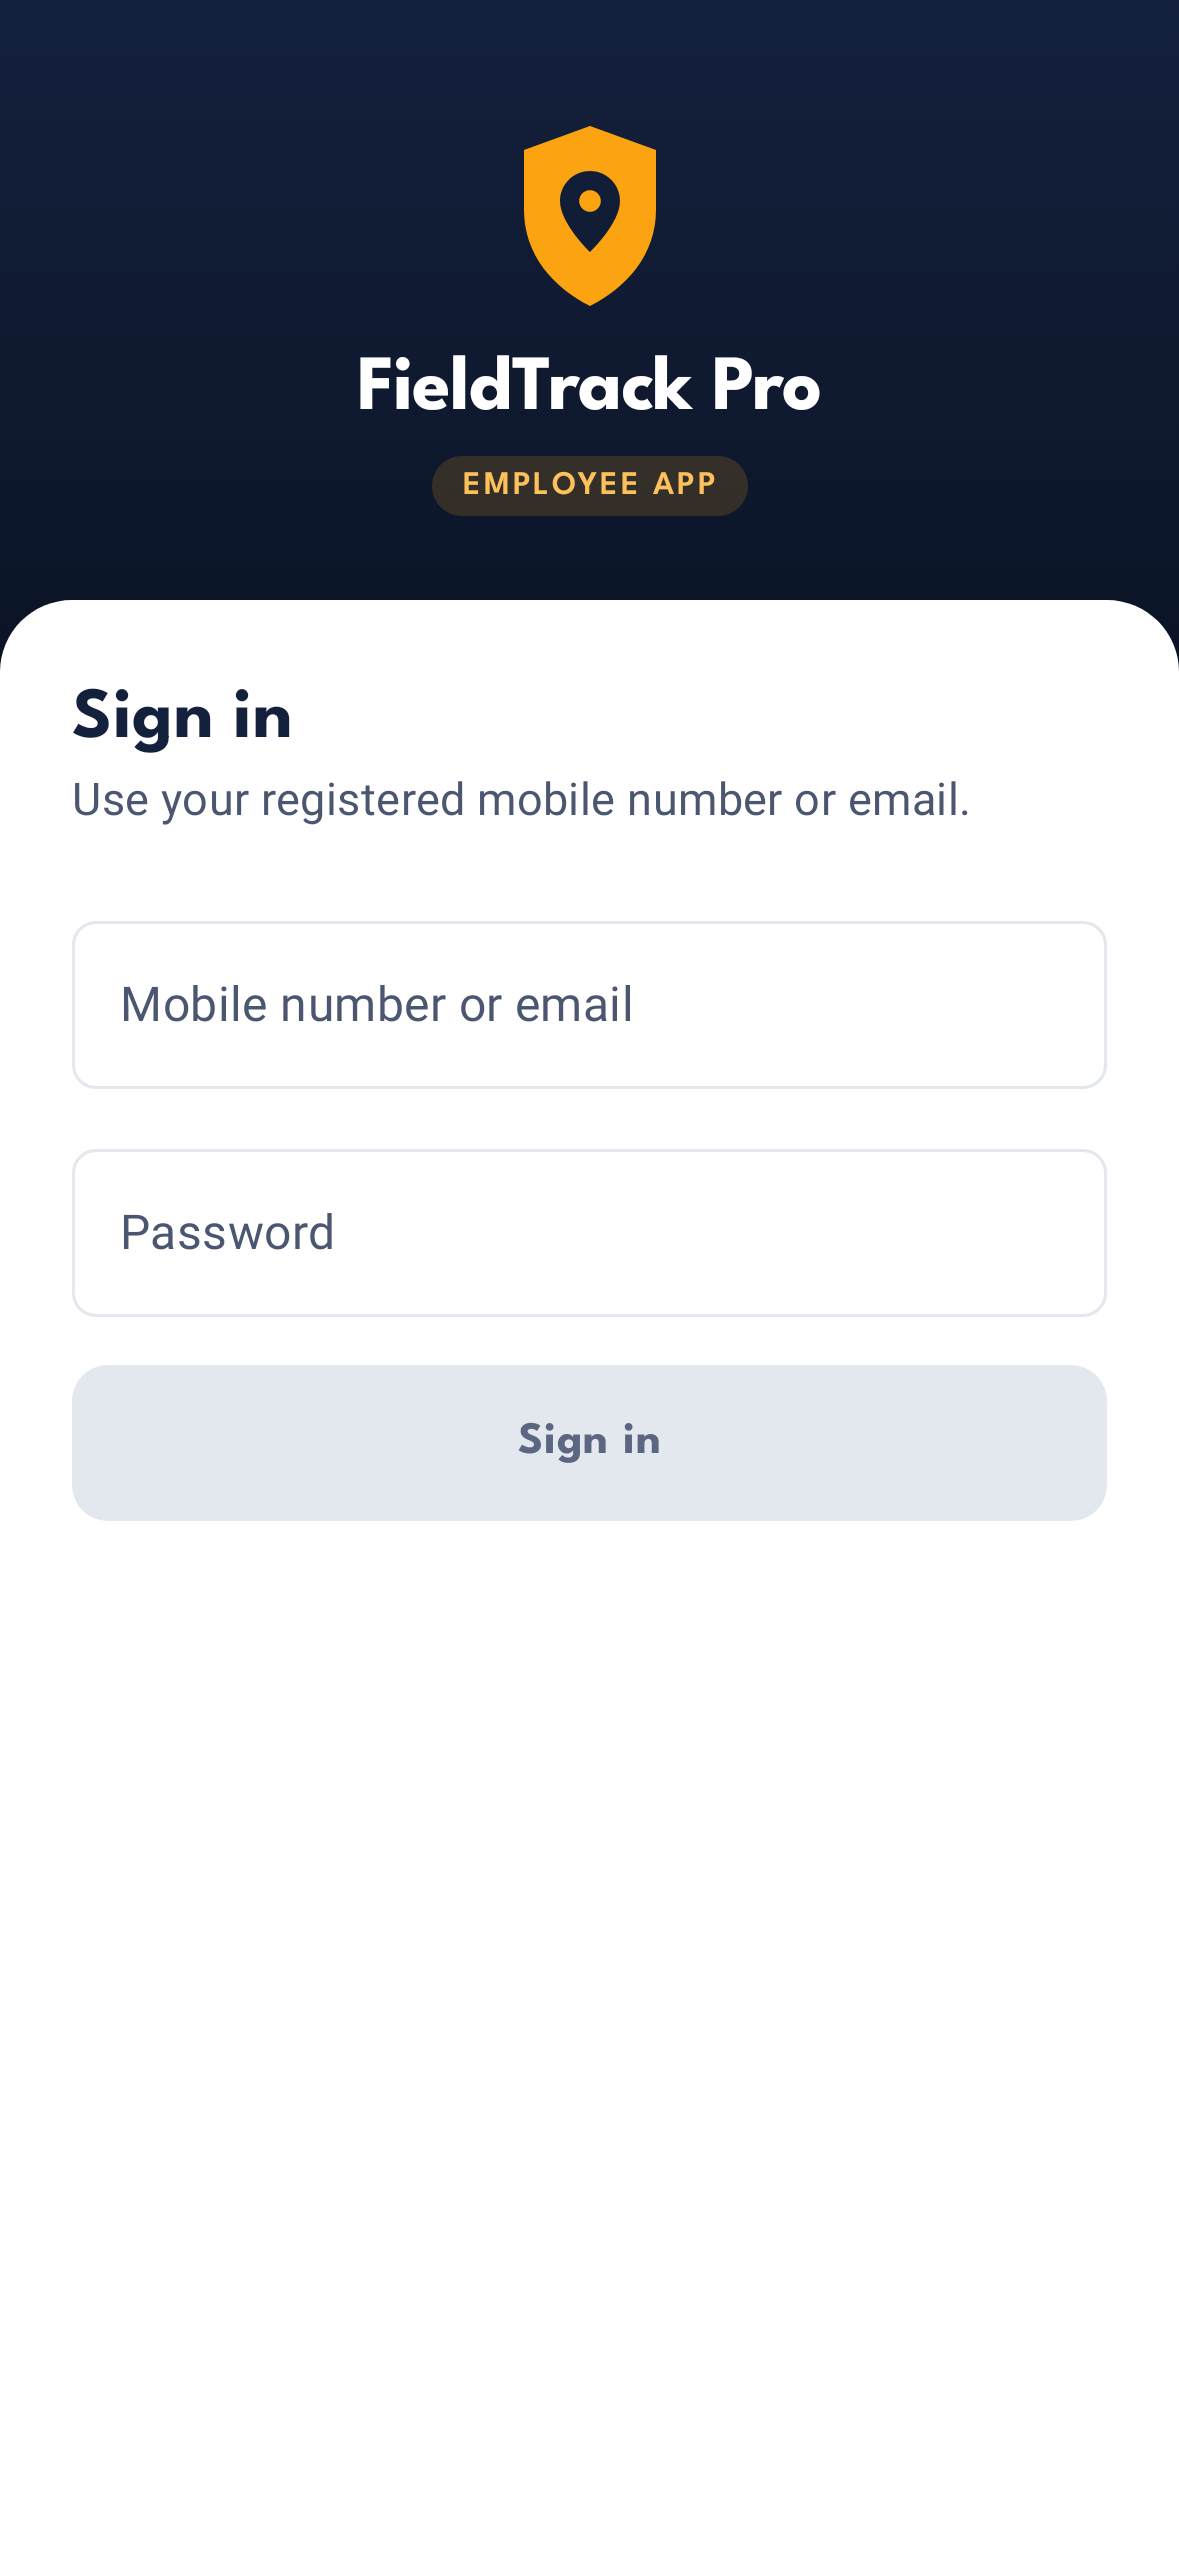 FieldTrack Pro
EMPLOYEE APP
Sign in
Use your registered mobile number or email.
Mobile number or email
Password
Sign in